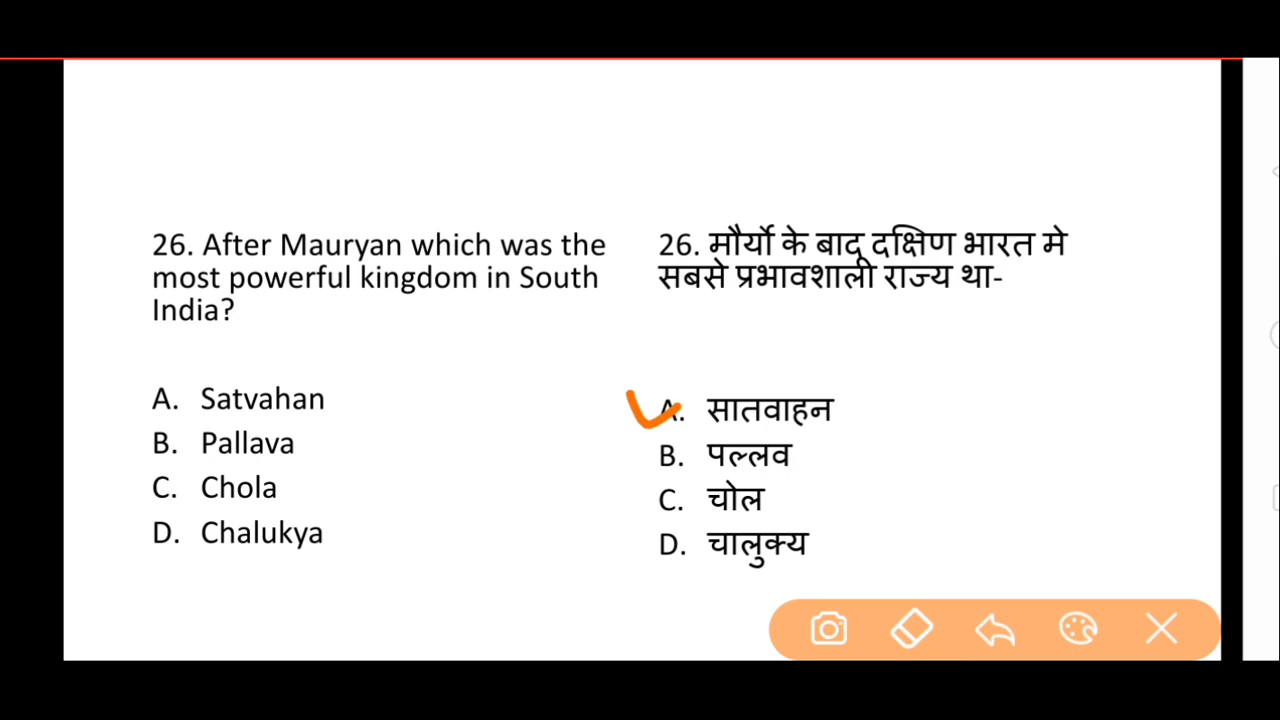 26. After Mauryan which was the
most powerful kingdom in South
India?
A. Satvahan
B. Pallava
C. Chola
D. Chalukya
26. मौर्यो के बाद दक्षिण भारत मे
सबसे प्रभावशाली राज्य था-
A. सातवाहन
B. पल्लव
C. चोल
D. चालुक्य